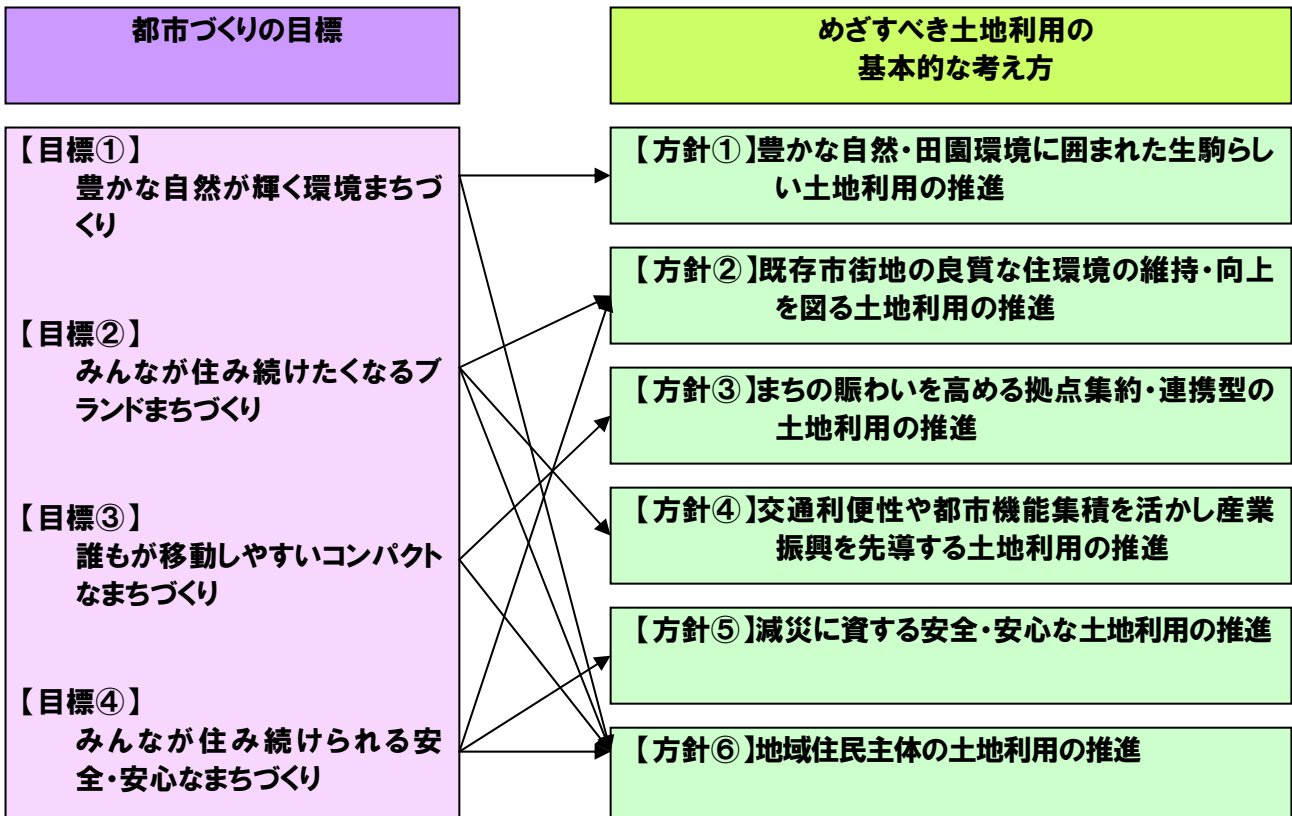 都市づくりの目標
めざすべき土地利用の
基本的な考え方
【目標①】
豊かな自然が輝く環境まちづ
くり
【目標②】
みんなが住み続けたくなるブ
ランドまちづくり
【目標③】
誰もが移動しやすいコンパクト
なまちづくり
【目標④】
みんなが住み続けられる安
全・安心なまちづくり
【方針①】豊かな自然・田園環境に囲まれた生駒らし
い土地利用の推進
【方針②】既存市街地の良質な住環境の維持・向上
を図る土地利用の推進
【方針③】まちの賑わいを高める拠点集約・連携型の
土地利用の推進
【方針④】交通利便性や都市機能集積を活かし産業
振興を先導する土地利用の推進
【方針⑤】減災に資する安全・安心な土地利用の推進
【方針⑥】地域住民主体の土地利用の推進